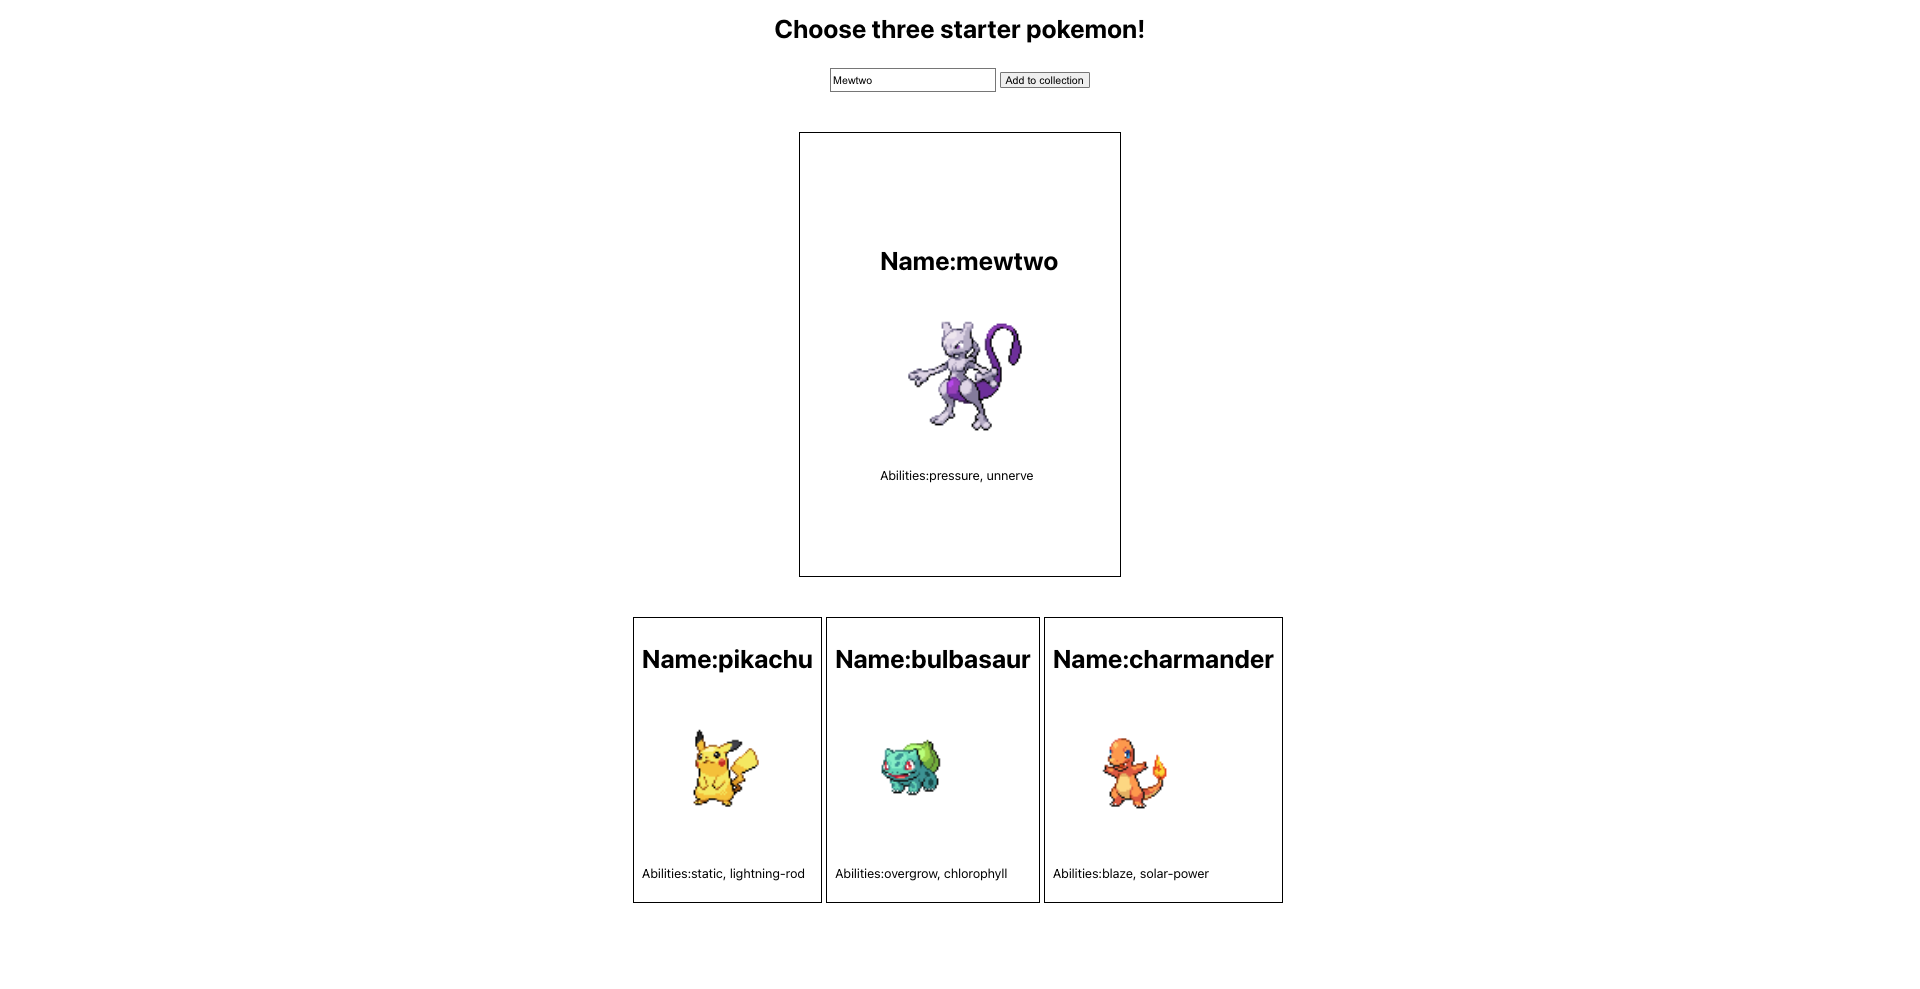 Choose three starter pokemon!
Mewtwo Add to collection
Name:mewtwo
Abilities:pressure, unnerve
Name:pikachu Name:bulbasaur Name:charmander
Abilities:static, lightning-rod Abilities:overgrow, chlorophyll Abilities:blaze, solar-power